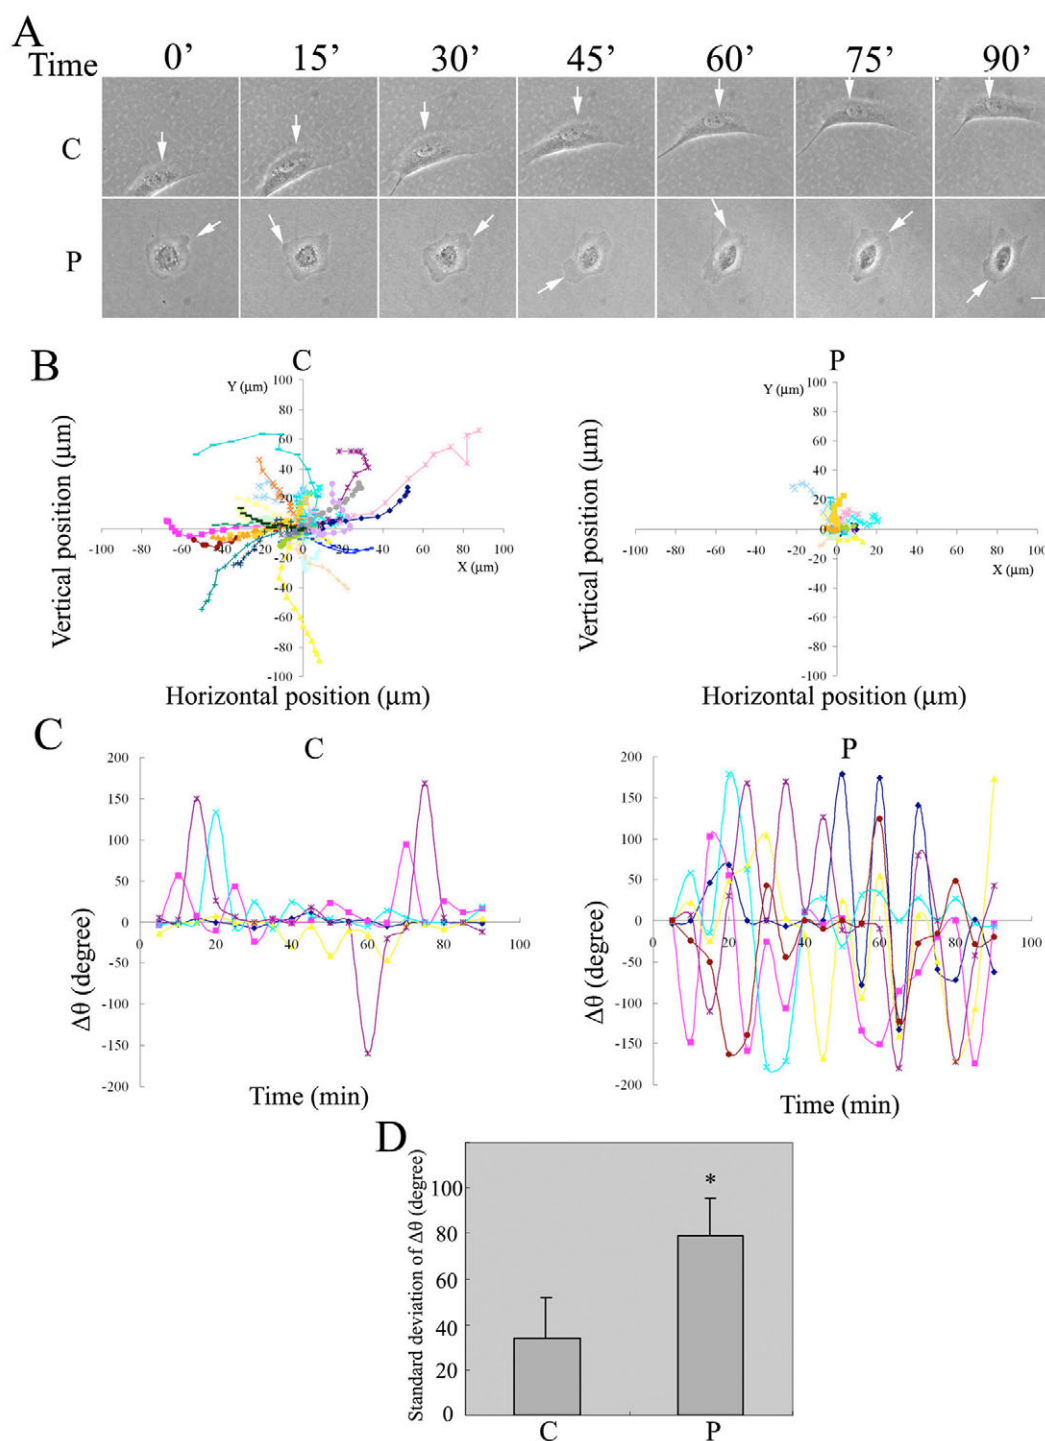 A
Time 0’ 15’ 30’ 45’ 60’ 75’ 90’
C
P
B
C
P
Y (μm)
Y (μm)
100
80
60
40
20
0
-20
-40
-60
-80
-100
-100 -80 -60 -40 -20 0 20 40 60 80 100
X (μm)
Vertical position (μm)
Horizontal position (μm)
100
80
60
40
20
0
-20
-40
-60
-80
-100
-100 -80 -60 -40 -20 0 20 40 60 80 100
X (μm)
Vertical position (μm)
Horizontal position (μm)
C
C
P
200
150
100
50
0
-50
-100
-150
-200
0 20 40 60 80 100
Δθ (degree)
Time (min)
200
150
100
50
0
-50
-100
-150
-200
0 20 40 60 80 100
Δθ (degree)
Time (min)
D
Standard deviation of Δθ (degree)
100
80
60
40
20
0
*
C P